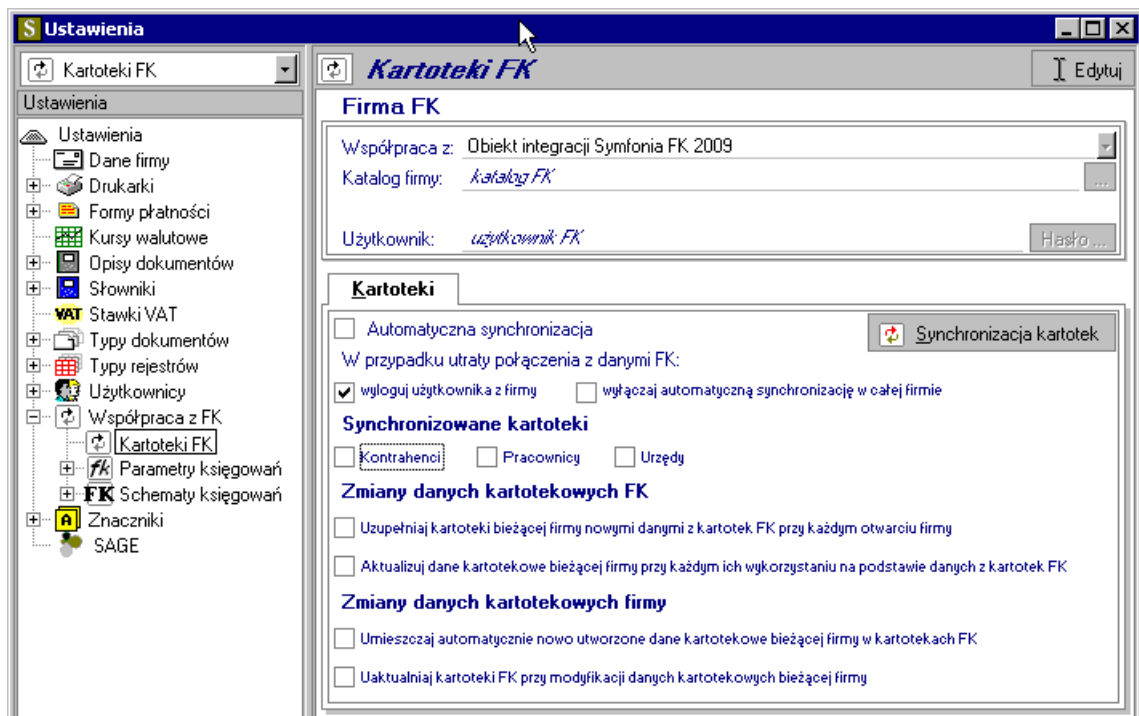 Ustawienia
Kartoteki FK
Ustawienia
Ustawienia
Dane firmy
Drukarki
Formy płatności
Kursy walutowe
Opisy dokumentów
Słowniki
VAT Stawki VAT
Typy dokumentów
Typy rejestrów
Użytkownicy
Współpraca z FK
Kartoteki FK
fk Parametry księgowań
FK Schematy księgowań
A Znaczniki
SAGE
Kartoteki FK
Edytuj
Firma FK
Współpraca z: Obiekt integracji Symfonia FK 2009
Katalog firmy: katalog FK
...
Użytkownik: użytkownik FK
Hasło ...
Kartoteki
Automatyczna synchronizacja
Synchronizacja kartotek
W przypadku utraty połączenia z danymi FK:
wyloguj użytkownika z firmy wyłączaj automatyczną synchronizację w całej firmie
Synchronizowane kartoteki
Kontrahenci Pracownicy Urzędy
Zmiany danych kartotekowych FK
Uzupełniaj kartoteki bieżącej firmy nowymi danymi z kartotek FK przy każdym otwarciu firmy
Aktualizuj dane kartotekowe bieżącej firmy przy każdym ich wykorzystaniu na podstawie danych z kartotek FK
Zmiany danych kartotekowych firmy
Umieszczaj automatycznie nowo utworzone dane kartotekowe bieżącej firmy w kartotekach FK
Uaktualniaj kartoteki FK przy modyfikacji danych kartotekowych bieżącej firmy